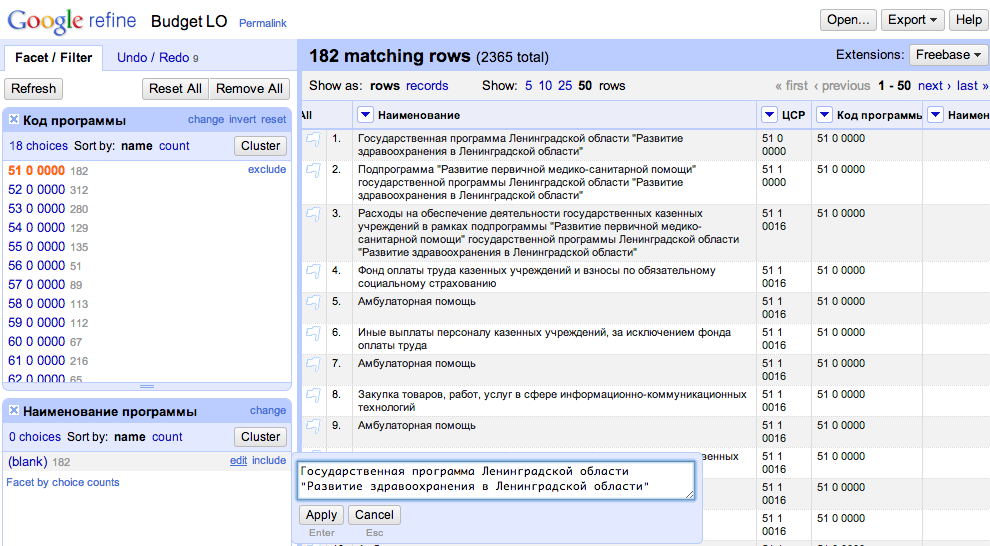 Google refine Budget LO Permalink Open... Export Help
Facet / Filter Undo / Redo 9
Refresh Reset All Remove All
Код программы change invert reset
18 choices Sort by: name count Cluster
51 0 0000 182 exclude
52 0 0000 312
53 0 0000 280
54 0 0000 129
55 0 0000 135
56 0 0000 51
57 0 0000 89
58 0 0000 113
59 0 0000 112
60 0 0000 67
61 0 0000 216
62 0 0000 65
Наименование программы change
0 choices Sort by: name count Cluster
(blank) 182 edit include
Facet by choice counts
182 matching rows (2365 total) Extensions: Freebase
Show as: rows records Show: 5 10 25 50 rows « first ‹ previous 1 - 50 next › last »
All Наименование ЦСР Код программы Наимен
1. Государственная программа Ленинградской области "Развитие 51 0 51 0 0000
здравоохранения в Ленинградской области" 0000
2. Подпрограмма "Развитие первичной медико-санитарной помощи" 51 1 51 0 0000
государственной программы Ленинградской области "Развитие 0000
здравоохранения в Ленинградской области"
3. Расходы на обеспечение деятельности государственных казенных 51 1 51 0 0000
учреждений в рамках подпрограммы "Развитие первичной медико- 0016
санитарной помощи" государственной программы Ленинградской области
"Развитие здравоохранения в Ленинградской области"
4. Фонд оплаты труда казенных учреждений и взносы по обязательному 51 1 51 0 0000
социальному страхованию 0016
5. Амбулаторная помощь 51 1 51 0 0000
0016
6. Иные выплаты персоналу казенных учреждений, за исключением фонда 51 1 51 0 0000
оплаты труда 0016
7. Амбулаторная помощь 51 1 51 0 0000
0016
8. Закупка товаров, работ, услуг в сфере информационно-коммуникационных 51 1 51 0 0000
технологий 0016
9. Амбулаторная помощь 51 1 51 0 0000
0016
венных 51 1 51 0 0000
0016
51 1 51 0 0000
0016
51 1 51 0 0000
0016
Государственная программа Ленинградской области
"Развитие здравоохранения в Ленинградской области"
Apply Cancel
Enter Esc